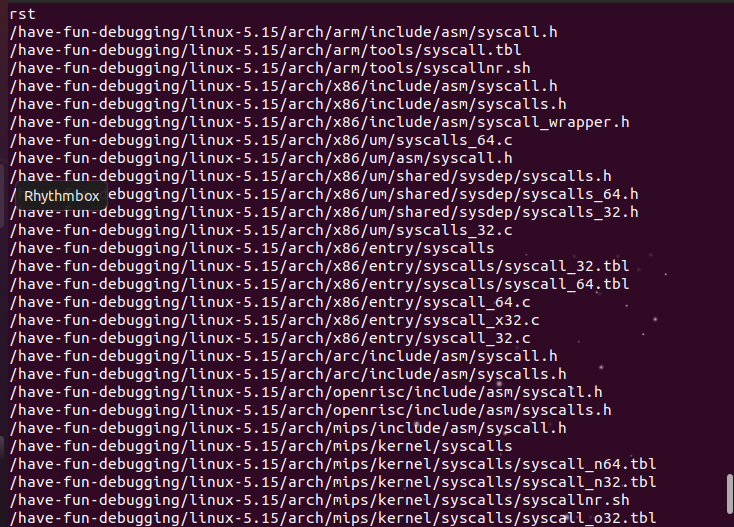 rst
/have-fun-debugging/linux-5.15/arch/arm/include/asm/syscall.h
/have-fun-debugging/linux-5.15/arch/arm/tools/syscall.tbl
/have-fun-debugging/linux-5.15/arch/arm/tools/syscallnr.sh
/have-fun-debugging/linux-5.15/arch/x86/include/asm/syscall.h
/have-fun-debugging/linux-5.15/arch/x86/include/asm/syscalls.h
/have-fun-debugging/linux-5.15/arch/x86/include/asm/syscall_wrapper.h
/have-fun-debugging/linux-5.15/arch/x86/um/syscalls_64.c
/have-fun-debugging/linux-5.15/arch/x86/um/asm/syscall.h
/have-fun-debugging/linux-5.15/arch/x86/um/shared/sysdep/syscalls.h
Rhythmbox
debugging/linux-5.15/arch/x86/um/shared/sysdep/syscalls_64.h
/have-fun-debugging/linux-5.15/arch/x86/um/shared/sysdep/syscalls_32.h
/have-fun-debugging/linux-5.15/arch/x86/um/syscalls_32.c
/have-fun-debugging/linux-5.15/arch/x86/entry/syscalls
/have-fun-debugging/linux-5.15/arch/x86/entry/syscalls/syscall_32.tbl
/have-fun-debugging/linux-5.15/arch/x86/entry/syscalls/syscall_64.tbl
/have-fun-debugging/linux-5.15/arch/x86/entry/syscall_64.c
/have-fun-debugging/linux-5.15/arch/x86/entry/syscall_x32.c
/have-fun-debugging/linux-5.15/arch/x86/entry/syscall_32.c
/have-fun-debugging/linux-5.15/arch/arc/include/asm/syscall.h
/have-fun-debugging/linux-5.15/arch/arc/include/asm/syscalls.h
/have-fun-debugging/linux-5.15/arch/openrisc/include/asm/syscall.h
/have-fun-debugging/linux-5.15/arch/openrisc/include/asm/syscalls.h
/have-fun-debugging/linux-5.15/arch/mips/include/asm/syscall.h
/have-fun-debugging/linux-5.15/arch/mips/kernel/syscalls
/have-fun-debugging/linux-5.15/arch/mips/kernel/syscalls/syscall_n64.tbl
/have-fun-debugging/linux-5.15/arch/mips/kernel/syscalls/syscall_n32.tbl
/have-fun-debugging/linux-5.15/arch/mips/kernel/syscalls/syscallnr.sh
/have-fun-debugging/linux-5.15/arch/mips/kernel/syscalls/syscall_o32.tbl